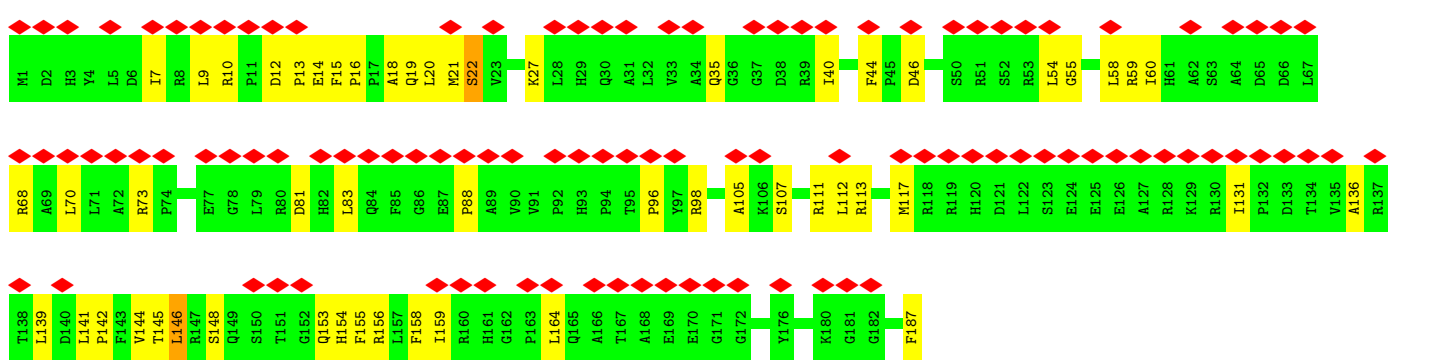 M1 D2 H3 Y4 L5 D6 I7 R8 L9 R10 P11 D12 P13 E14 F15 P16 P17 A18 Q19 L20 M21 S22 V23 K27 L28 H29 Q30 A31 L32 V33 A34 Q35 G36 G37 D38 R39 I40 F44 P45 D46 S50 R51 S52 R53 L54 G55 L58 R59 I60 H61 A62 S63 A64 D65 D66 L67
R68 A69 L70 L71 A72 R73 P74 E77 G78 L79 R80 D81 H82 L83 Q84 F85 G86 E87 P88 A89 V90 V91 P92 H93 P94 T95 P96 Y97 R98 A105 K106 S107 R111 L112 R113 M117 R118 R119 H120 D121 L122 S123 E124 E125 E126 A127 R128 K129 R130 I131 P132 D133 T134 V135 A136 R137
T138 L139 D140 L141 P142 F143 V144 T145 L146 R147 S148 Q149 S150 T151 G152 Q153 H154 F155 R156 L157 F158 I159 R160 H161 G162 P163 L164 Q165 A166 T167 A168 E169 E170 G171 G172 Y176 K180 G181 G182 F187